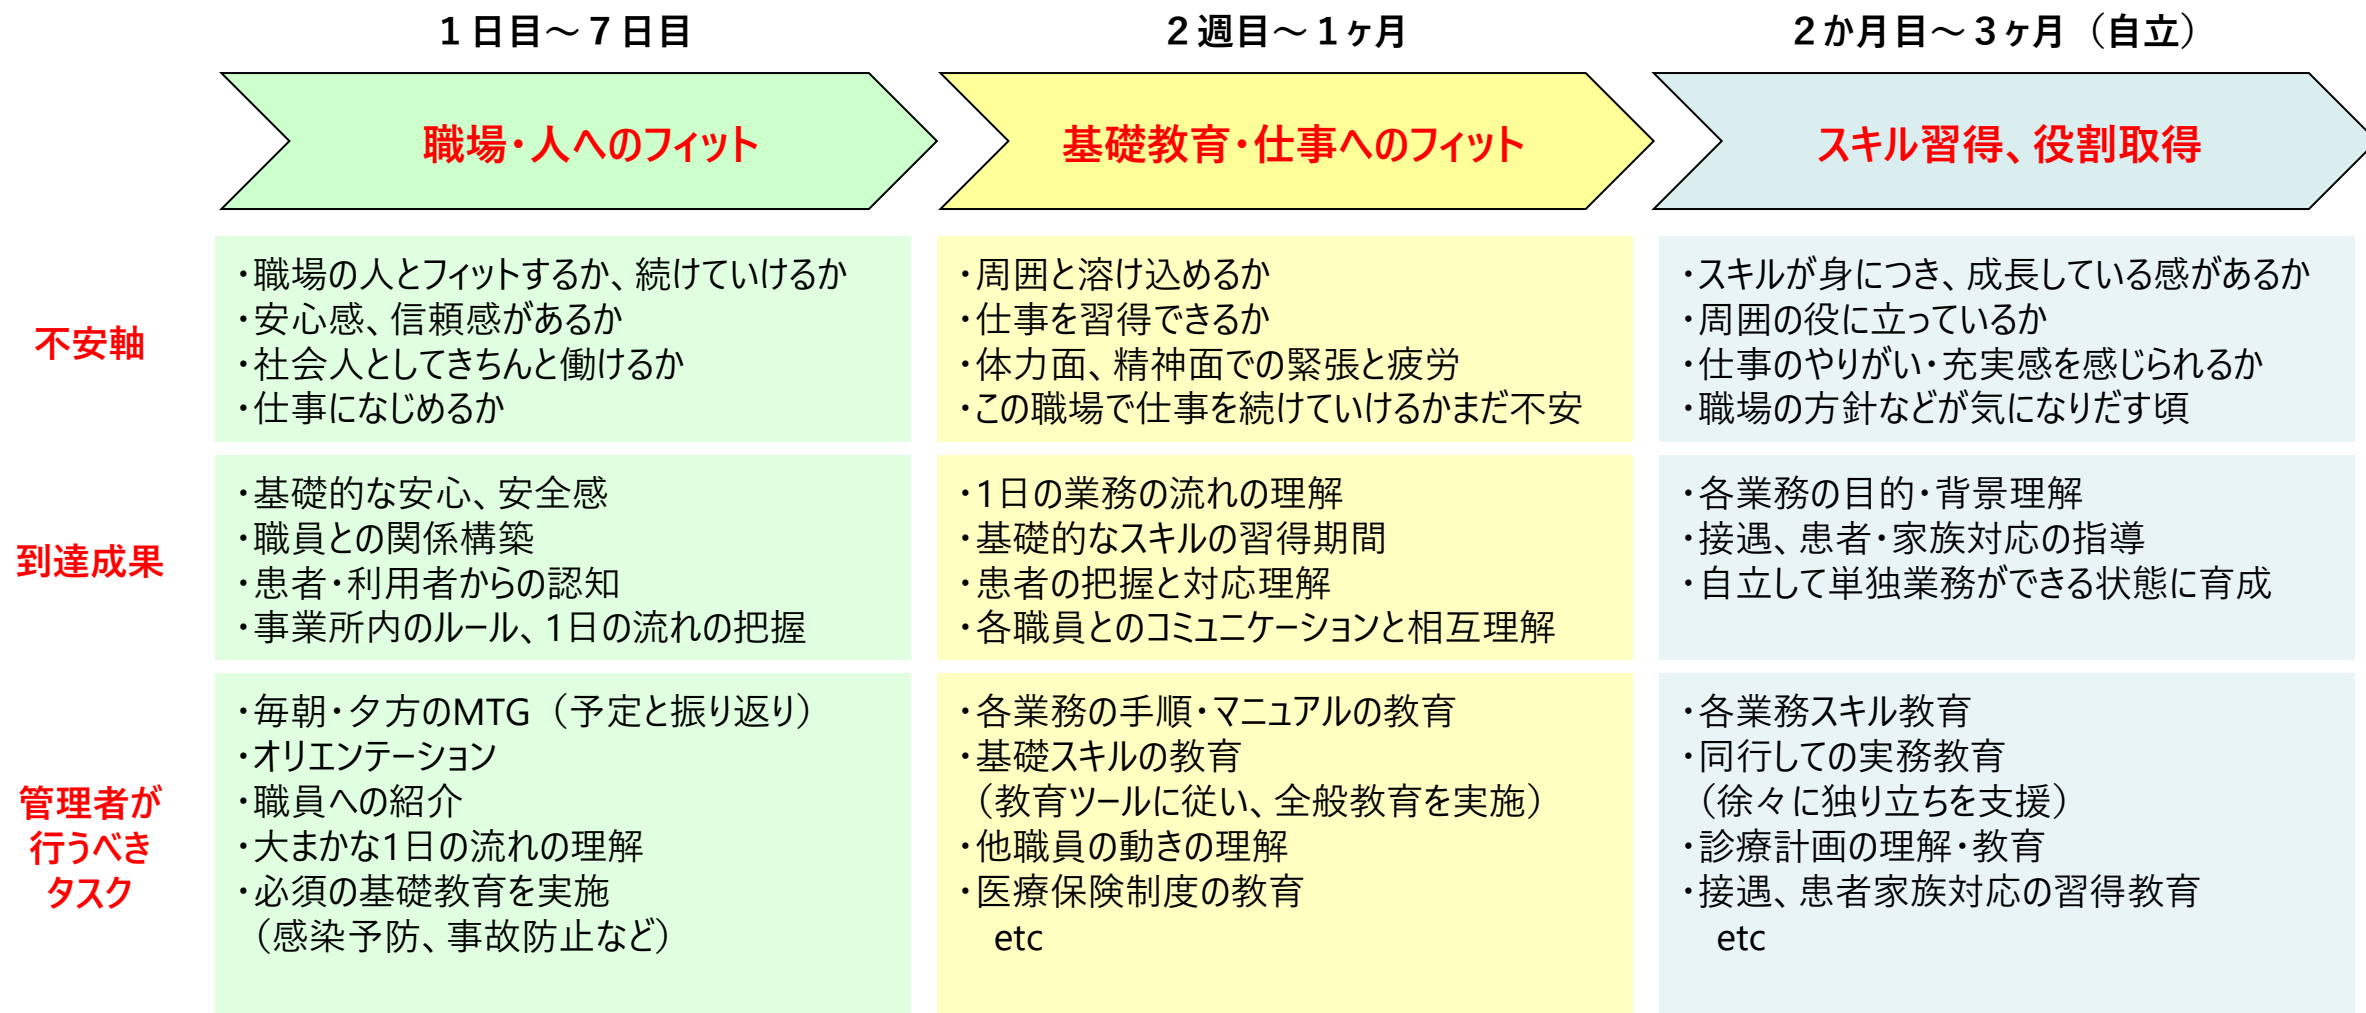 1日目～7日目
2週目～1ヶ月
2か月目～3ヶ月（自立）
職場・人へのフィット
基礎教育・仕事へのフィット
スキル習得、役割取得
不安軸
・職場の人とフィットするか、続けていけるか
・安心感、信頼感があるか
・社会人としてきちんと働けるか
・仕事になじめるか
・周囲と溶け込めるか
・仕事を習得できるか
・体力面、精神面での緊張と疲労
・この職場で仕事を続けていけるかまだ不安
・スキルが身につき、成長している感があるか
・周囲の役に立っているか
・仕事のやりがい・充実感を感じられるか
・職場の方針などが気になりだす頃
到達成果
・基礎的な安心、安全感
・職員との関係構築
・患者・利用者からの認知
・事業所内のルール、1日の流れの把握
・1日の業務の流れの理解
・基礎的なスキルの習得期間
・患者の把握と対応理解
・各職員とのコミュニケーションと相互理解
・各業務の目的・背景理解
・接遇、患者・家族対応の指導
・自立して単独業務ができる状態に育成
管理者が
行うべき
タスク
・毎朝・夕方のMTG（予定と振り返り）
・オリエンテーション
・職員への紹介
・大まかな1日の流れの理解
・必須の基礎教育を実施
（感染予防、事故防止など）
・各業務の手順・マニュアルの教育
・基礎スキルの教育
（教育ツールに従い、全般教育を実施）
・他職員の動きの理解
・医療保険制度の教育
etc
・各業務スキル教育
・同行しての実務教育
（徐々に独り立ちを支援）
・診療計画の理解・教育
・接遇、患者家族対応の習得教育
etc